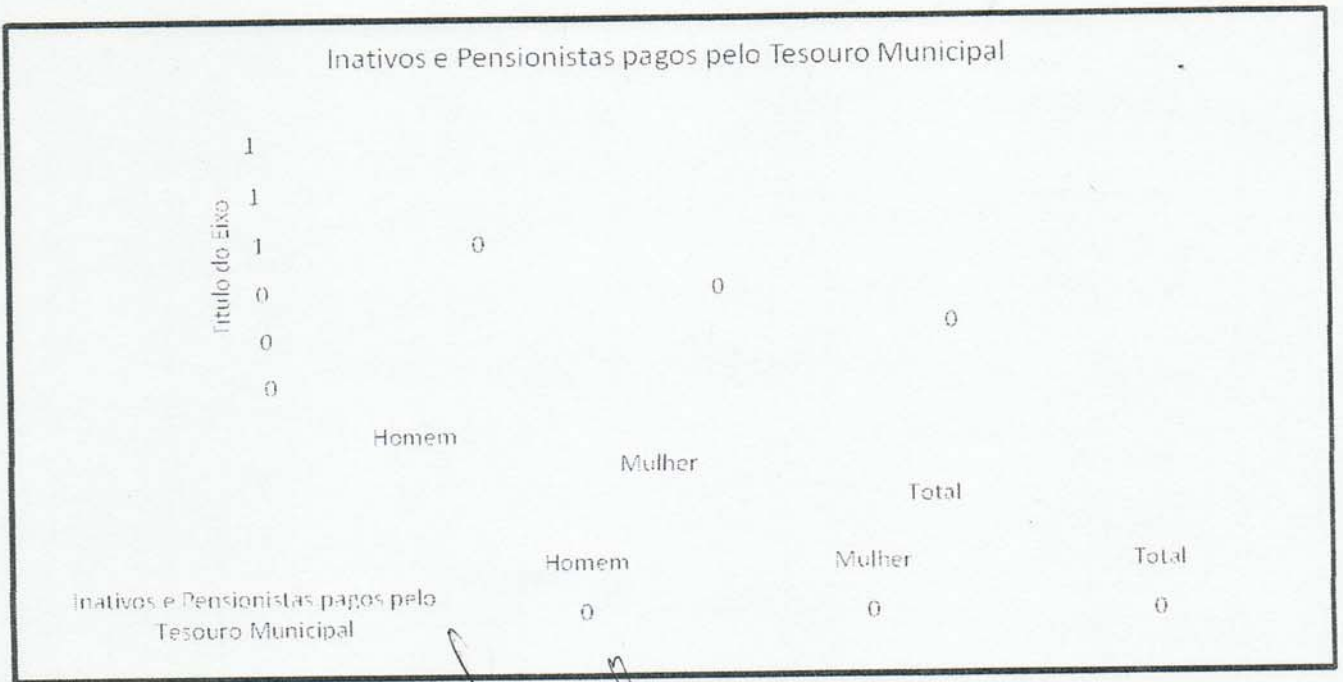 Inativos e Pensionistas pagos pelo Tesouro Municipal
1
1
1
0
0
0
Titulo do Eixo
0
0
0
Homem
Mulher
Total
Homem Mulher Total
Inativos e Pensionistas pagos pelo
Tesouro Municipal
0 0 0